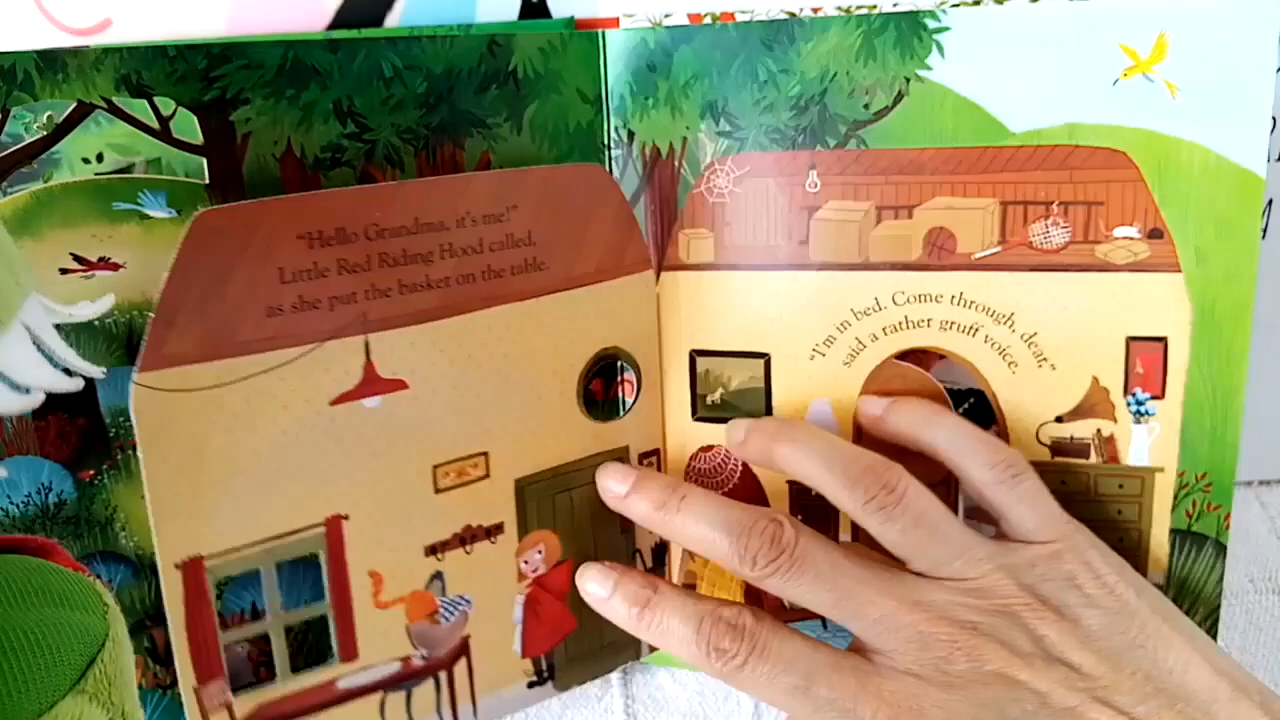 “Hello Grandma, it's me!”
Little Red Riding Hood called,
as she put the basket on the table.
“I'm in bed. Come through, dear,”
said a rather gruff voice.